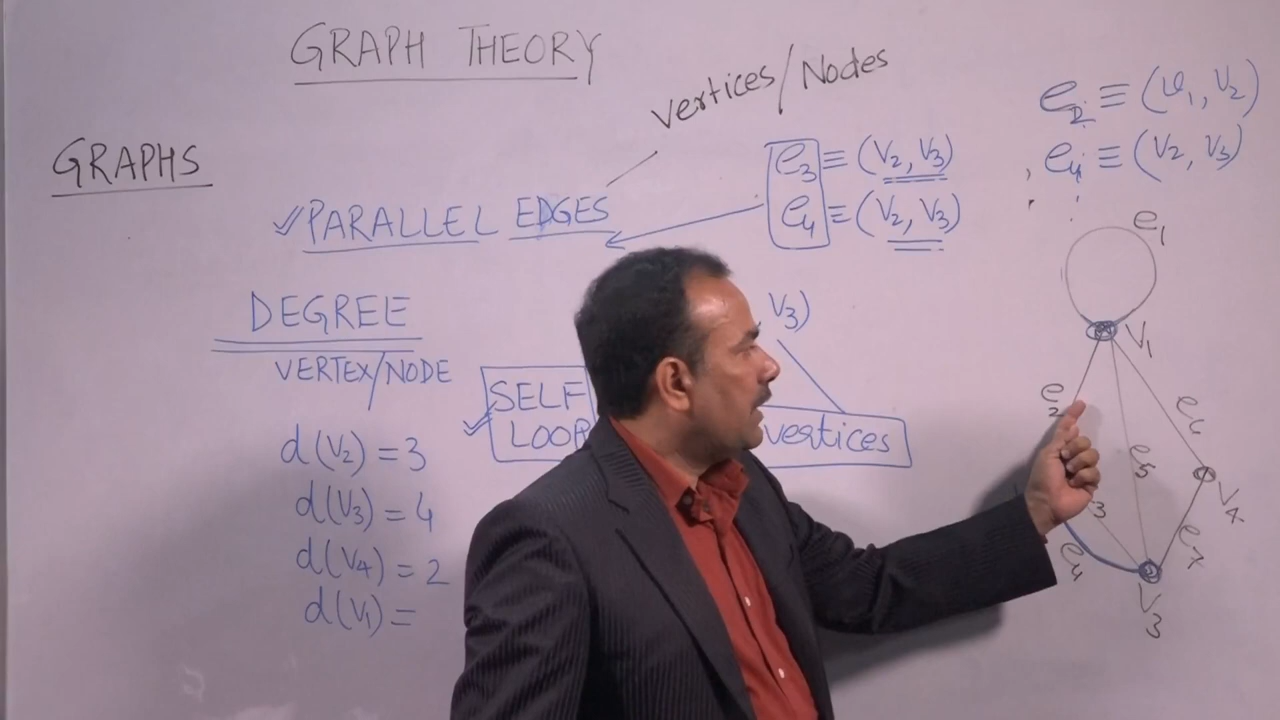 GRAPH THEORY
vertices/Nodes
e2 ≡ (v1, v2)
GRAPHS
e3 ≡ (v2, v3)
, e4 ≡ (v2, v3)
✓PARALLEL EDGES
e4 ≡ (v2, v3)
e1
DEGREE
v3)
v1
VERTEX/NODE
✓SELF
LOOP
vertices
e2
e5
d(v2) = 3
d(v3) = 4
v4
3
e7
d(v4) = 2
e4
d(v1) =
v3